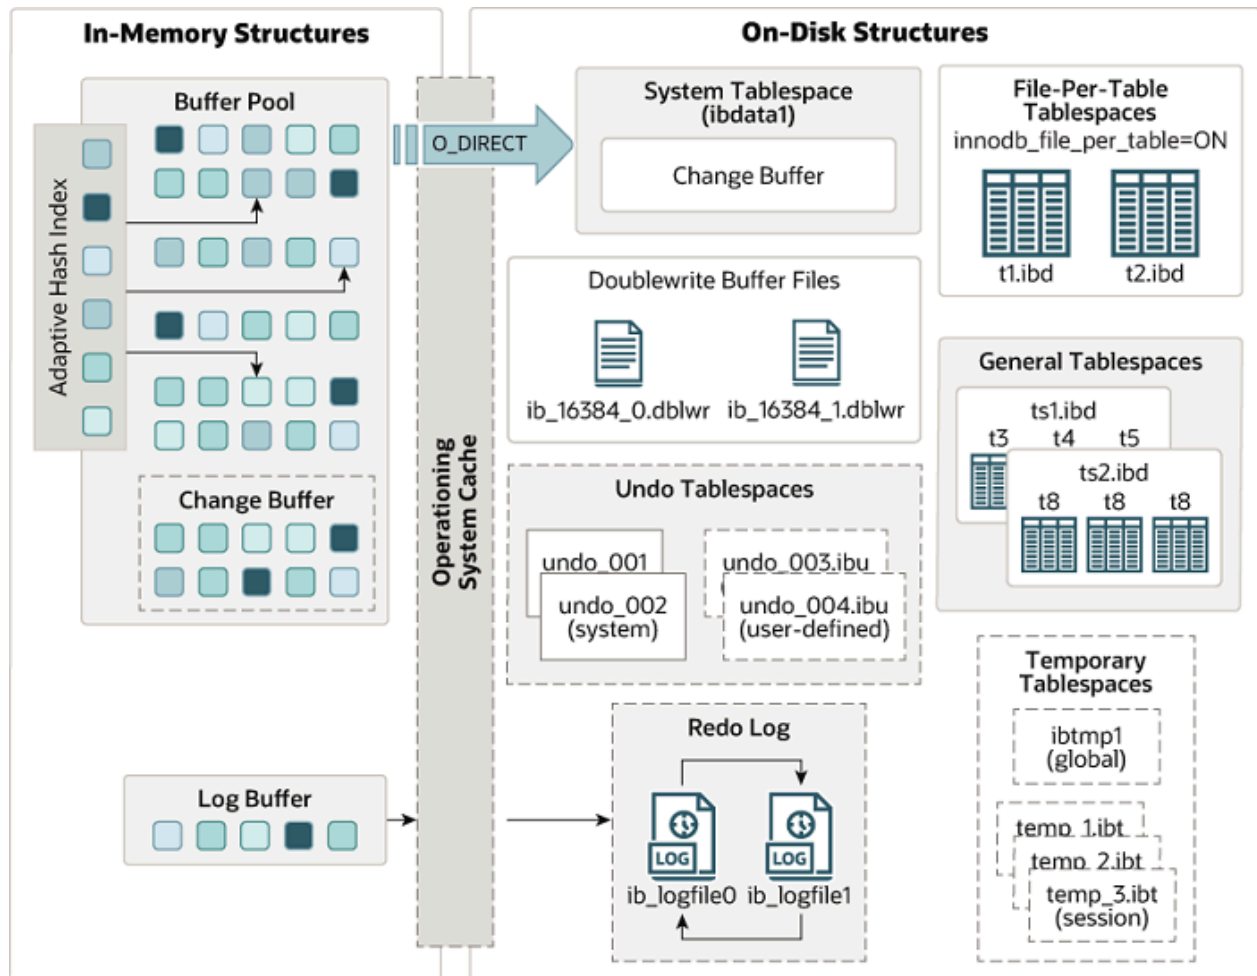 In-Memory Structures
On-Disk Structures
Buffer Pool
Adaptive Hash Index
Change Buffer
Log Buffer
Operationing
System Cache
O_DIRECT
System Tablespace
(ibdata1)
Change Buffer
Doublewrite Buffer Files
ib_16384_0.dblwr
ib_16384_1.dblwr
Undo Tablespaces
undo_001
undo_002
(system)
undo_003.ibu
undo_004.ibu
(user-defined)
Redo Log
LOG
LOG
ib_logfile0
ib_logfile1
File-Per-Table
Tablespaces
innodb_file_per_table=ON
t1.ibd
t2.ibd
General Tablespaces
ts1.ibd
t3 t4 t5
ts2.ibd
t8 t8 t8
Temporary
Tablespaces
ibtmp1
(global)
temp_1.ibt
temp_2.ibt
temp_3.ibt
(session)